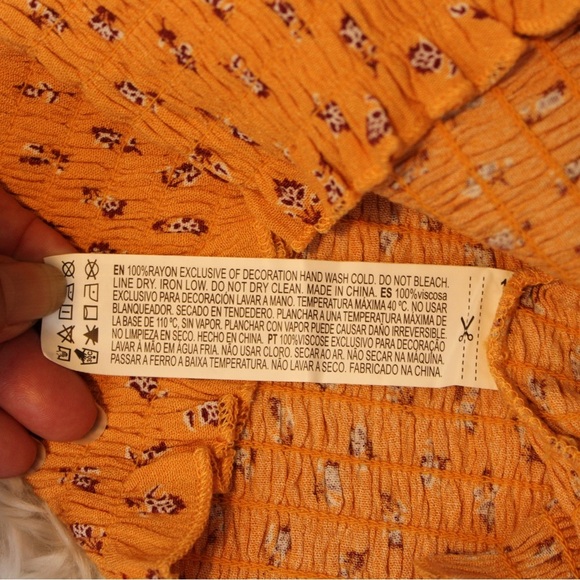 EN 100%RAYON EXCLUSIVE OF DECORATION HAND WASH COLD. DO NOT BLEACH.
LINE DRY. IRON LOW. DO NOT DRY CLEAN. MADE IN CHINA. ES 100%viscosa
EXCLUSIVO PARA DECORACIÓN LAVAR A MANO. TEMPERATURA MÁXIMA 40 ºC. NO USAR
BLANQUEADOR. SECADO EN TENDEDERO. PLANCHAR A UNA TEMPERATURA MÁXIMA DE
LA BASE DE 110 ºC, SIN VAPOR. PLANCHAR CON VAPOR PUEDE CAUSAR DAÑO IRREVERSIBLE
NO LIMPIEZA EN SECO. HECHO EN CHINA. PT 100%VISCOSE EXCLUSIVO PARA DECORAÇÃO
LAVAR A MÃO EM ÁGUA FRIA. NÃO USAR CLORO. SECAR AO AR. NÃO SECAR NA MÁQUINA.
PASSAR A FERRO A BAIXA TEMPERATURA. NÃO LAVAR A SECO. FABRICADO NA CHINA.